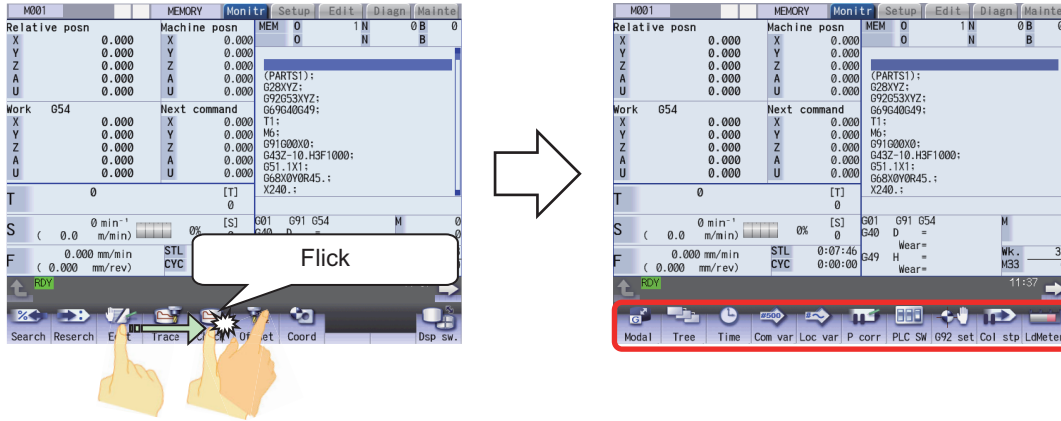 M001 MEMORY Monitr Setup Edit Diagn Mainte
Relative posn Machine posn MEM O 1 N 0 B 0
X 0.000 X 0.000 O N B
Y 0.000 Y 0.000
Z 0.000 Z 0.000
A 0.000 A 0.000 (PARTS1);
U 0.000 U 0.000 G28XYZ;
G92G53XYZ;
Work G54 Next command G69G40G49;
X 0.000 X 0.000 T1;
Y 0.000 Y 0.000 M6;
Z 0.000 Z 0.000 G91G00X0;
A 0.000 A 0.000 G43Z-10.H3F1000;
U 0.000 U 0.000 G51.1X1;
G68X0Y0R45.;
T 0 [T] X240.;
0
S 0 min⁻¹ 0% [S] G01 G91 G54 M 0
( 0.0 m/min) G40 D =
F 0.000 mm/min STL
( 0.000 mm/rev) CYC
Flick
RDY
Search Reserch Edit Trace Check Offset Coord Dsp sw.
M001 MEMORY Monitr Setup Edit Diagn Mainte
Relative posn Machine posn MEM O 1 N 0 B 0
X 0.000 X 0.000 O N B
Y 0.000 Y 0.000
Z 0.000 Z 0.000
A 0.000 A 0.000 (PARTS1);
U 0.000 U 0.000 G28XYZ;
G92G53XYZ;
Work G54 Next command G69G40G49;
X 0.000 X 0.000 T1;
Y 0.000 Y 0.000 M6;
Z 0.000 Z 0.000 G91G00X0;
A 0.000 A 0.000 G43Z-10.H3F1000;
U 0.000 U 0.000 G51.1X1;
G68X0Y0R45.;
T 0 [T] X240.;
0
S 0 min⁻¹ 0% [S] G01 G91 G54 M
( 0.0 m/min) 0 G40 D =
Wear=
F 0.000 mm/min STL 0:07:46 G49 H = Wk. 3
( 0.000 mm/rev) CYC 0:00:00 Wear= M33
RDY 11:37
Modal Tree Time Com var Loc var P corr PLC SW G92 set Col stp LdMeter
#500 #